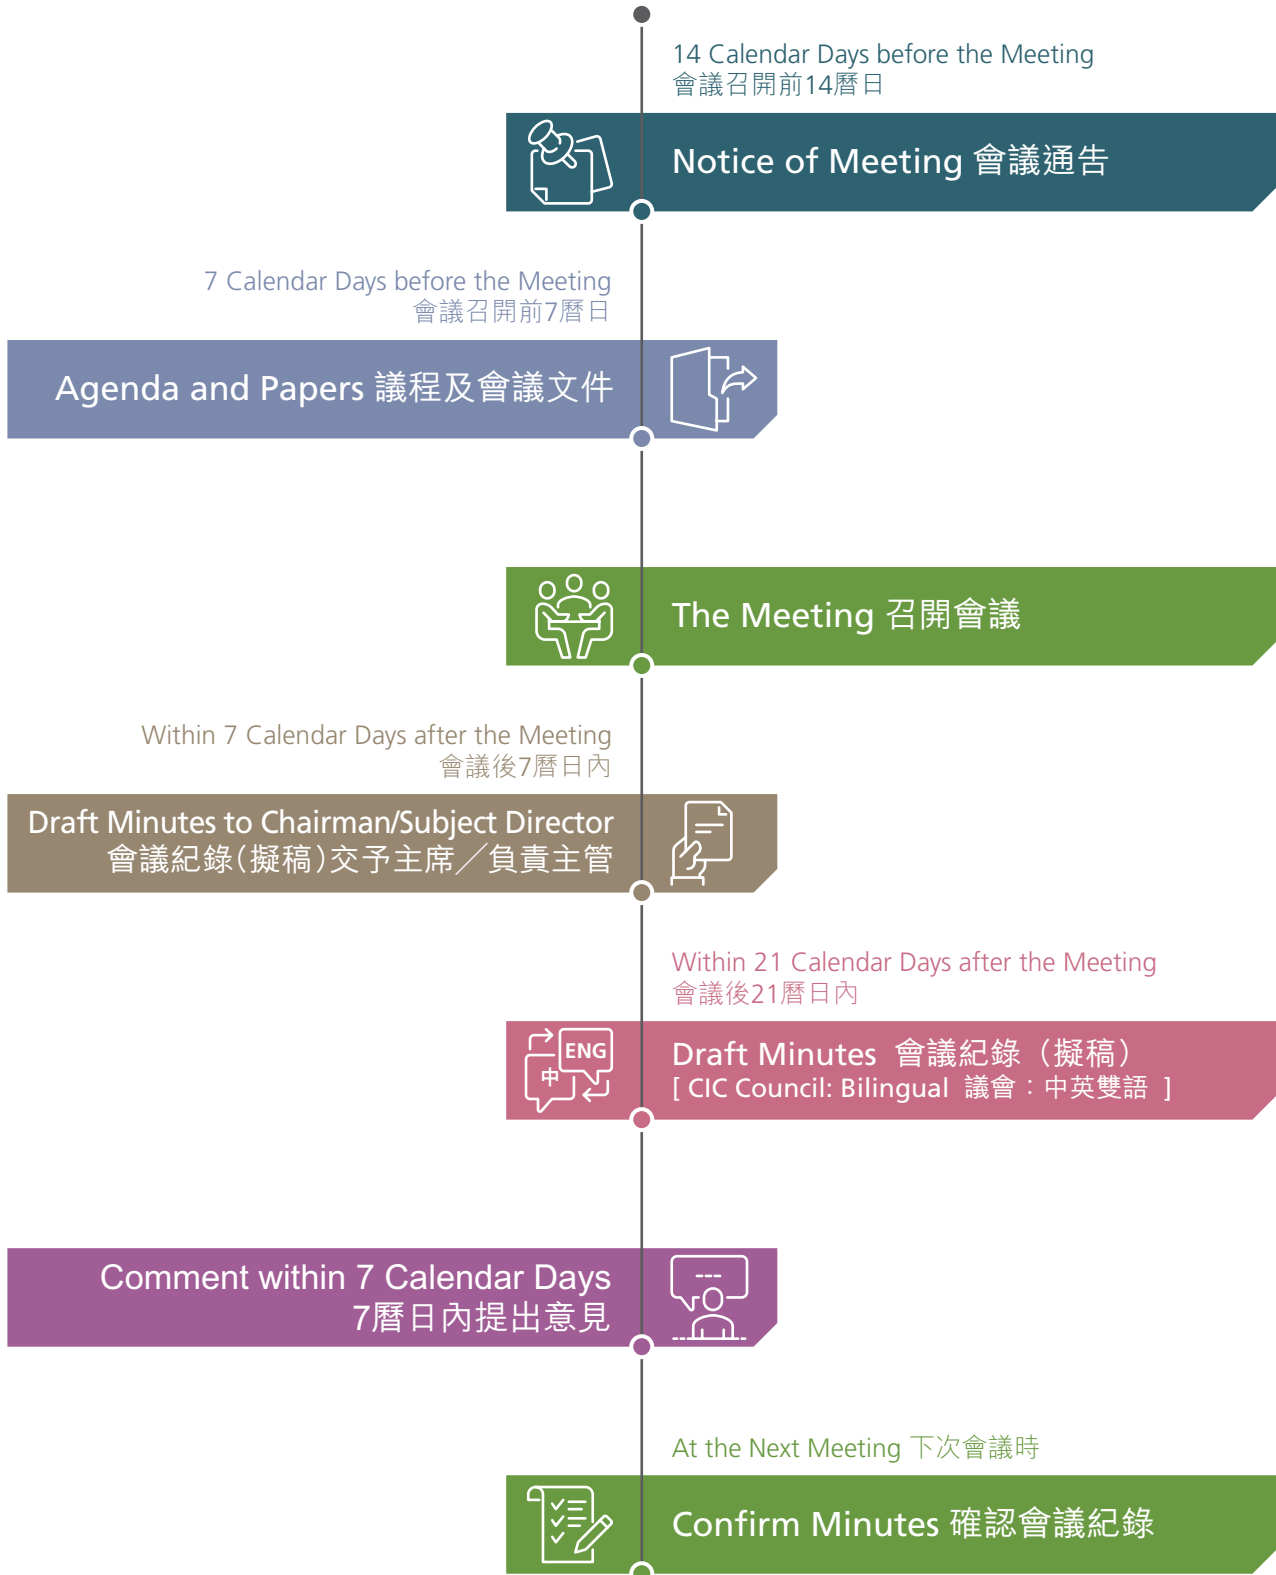 14 Calendar Days before the Meeting
會議召開前14曆日
Notice of Meeting 會議通告
7 Calendar Days before the Meeting
會議召開前7曆日
Agenda and Papers 議程及會議文件
The Meeting 召開會議
Within 7 Calendar Days after the Meeting
會議後7曆日內
Draft Minutes to Chairman/Subject Director
會議紀錄(擬稿)交予主席╱負責主管
Within 21 Calendar Days after the Meeting
會議後21曆日內
ENG
中
Draft Minutes 會議紀錄（擬稿）
[ CIC Council: Bilingual 議會：中英雙語 ]
Comment within 7 Calendar Days
7曆日內提出意見
At the Next Meeting 下次會議時
Confirm Minutes 確認會議紀錄